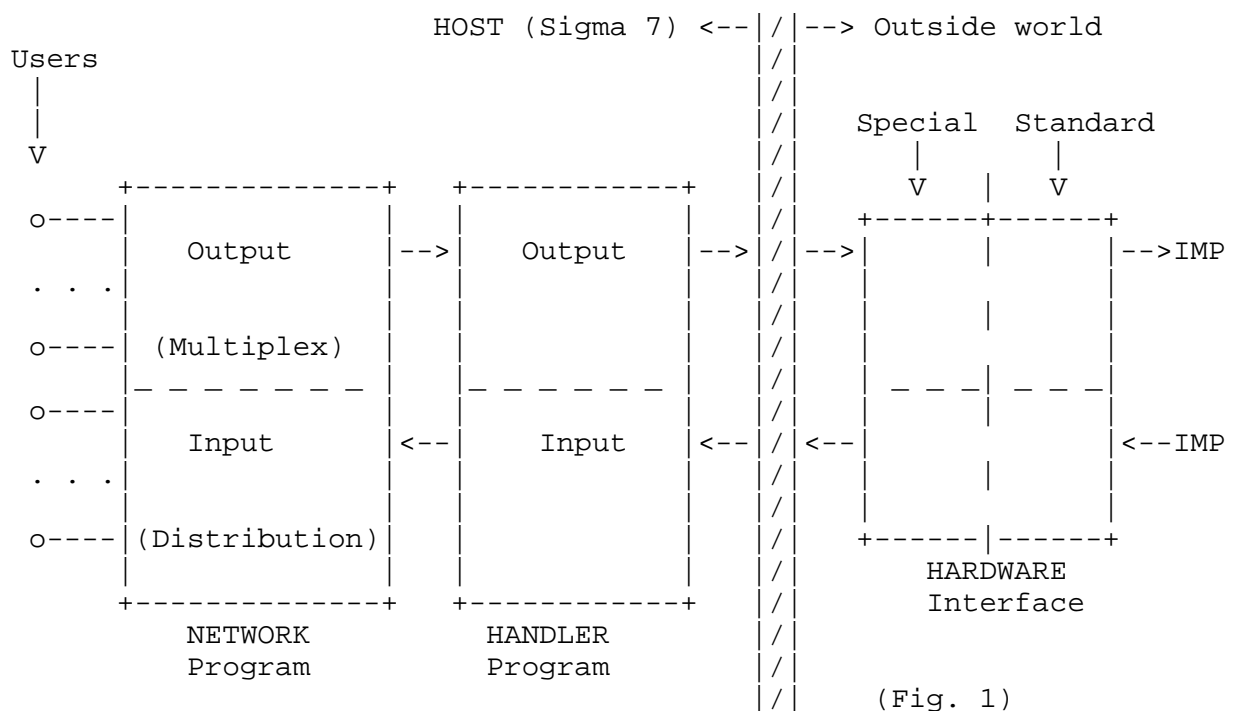 HOST (Sigma 7) <--|/|--> Outside world
Users
Special Standard
Output --> Output --> --> -->IMP
. . .
(Multiplex)
Input <-- Input <-- <-- <--IMP
. . .
(Distribution)
HARDWARE
Interface
NETWORK HANDLER
Program Program
(Fig. 1)